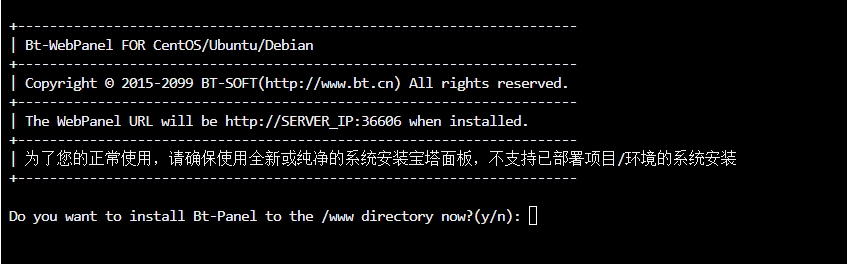 +----------------------------------------------------------------------
| Bt-WebPanel FOR CentOS/Ubuntu/Debian
+----------------------------------------------------------------------
| Copyright © 2015-2099 BT-SOFT(http://www.bt.cn) All rights reserved.
+----------------------------------------------------------------------
| The WebPanel URL will be http://SERVER_IP:36606 when installed.
+----------------------------------------------------------------------
| 为了您的正常使用，请确保使用全新或纯净的系统安装宝塔面板，不支持已部署项目/环境的系统安装
+----------------------------------------------------------------------
Do you want to install Bt-Panel to the /www directory now?(y/n):